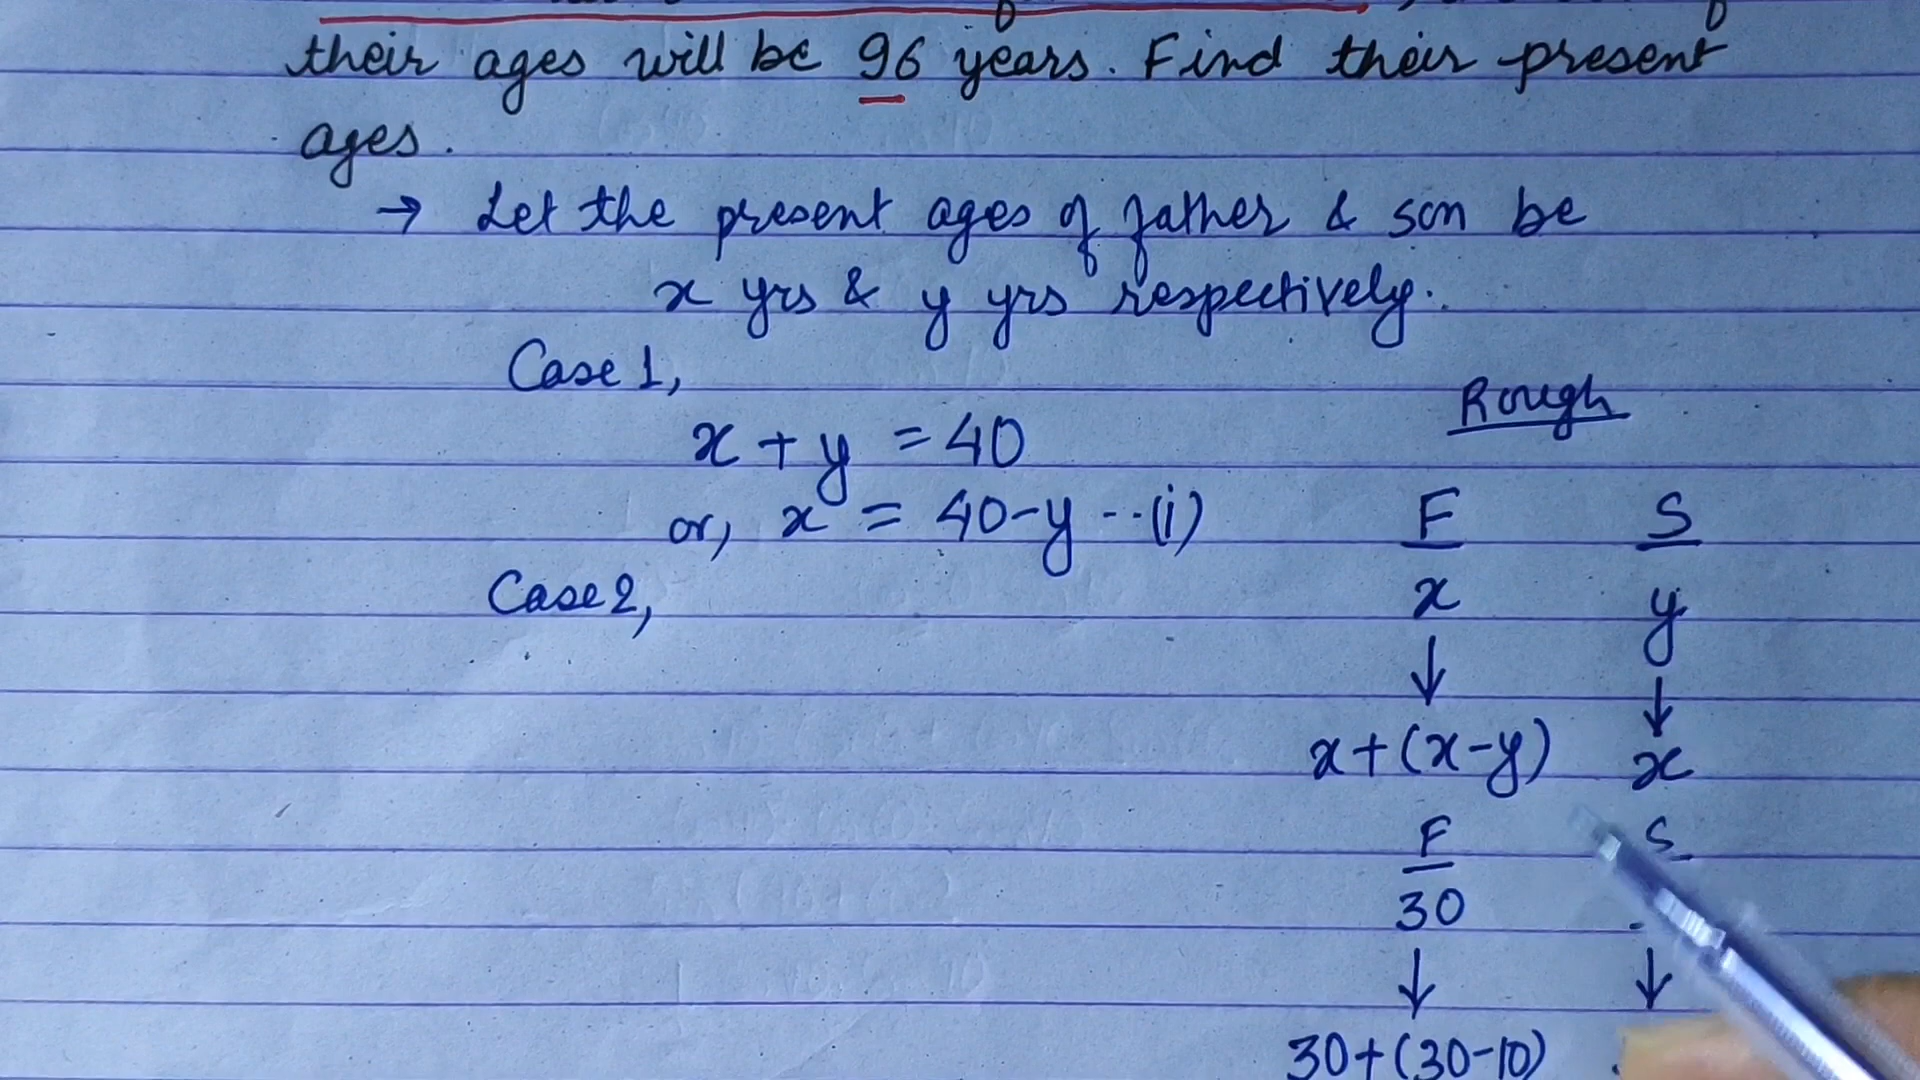 their ages will be 96 years. Find their present
ages.
→ Let the present ages of father & son be
x yrs & y yrs respectively.
Case 1,
x + y = 40
or, x = 40-y --(i)
Case 2,
Rough
F S
x y
↓ ↓
x+(x-y) x
F S
30
↓ ↓
30+(30-10)